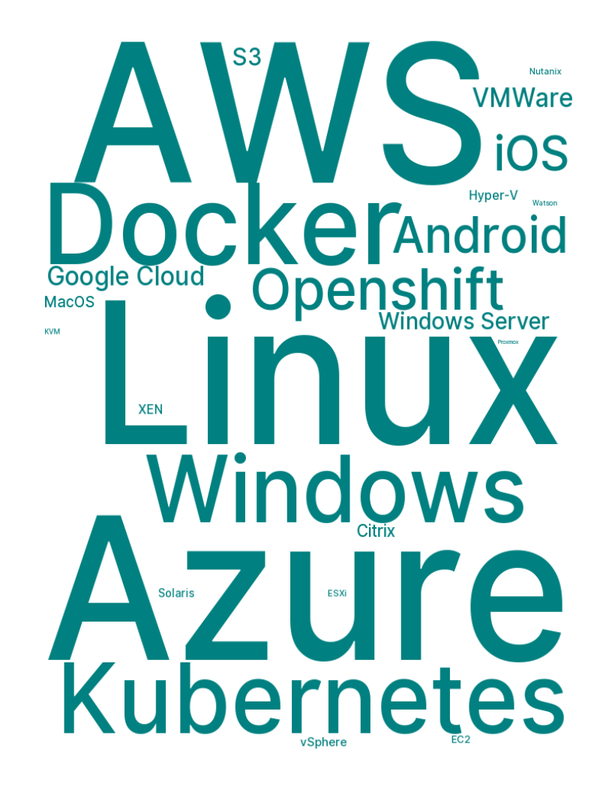 AWS
S3
Nutanix
VMWare
iOS
Hyper-V
Watson
Docker
Android
Google Cloud
Openshift
MacOS
Windows Server
KVM
Linux
Proxmox
XEN
Windows
Citrix
Azure
Solaris
ESXi
Kubernetes
vSphere
EC2